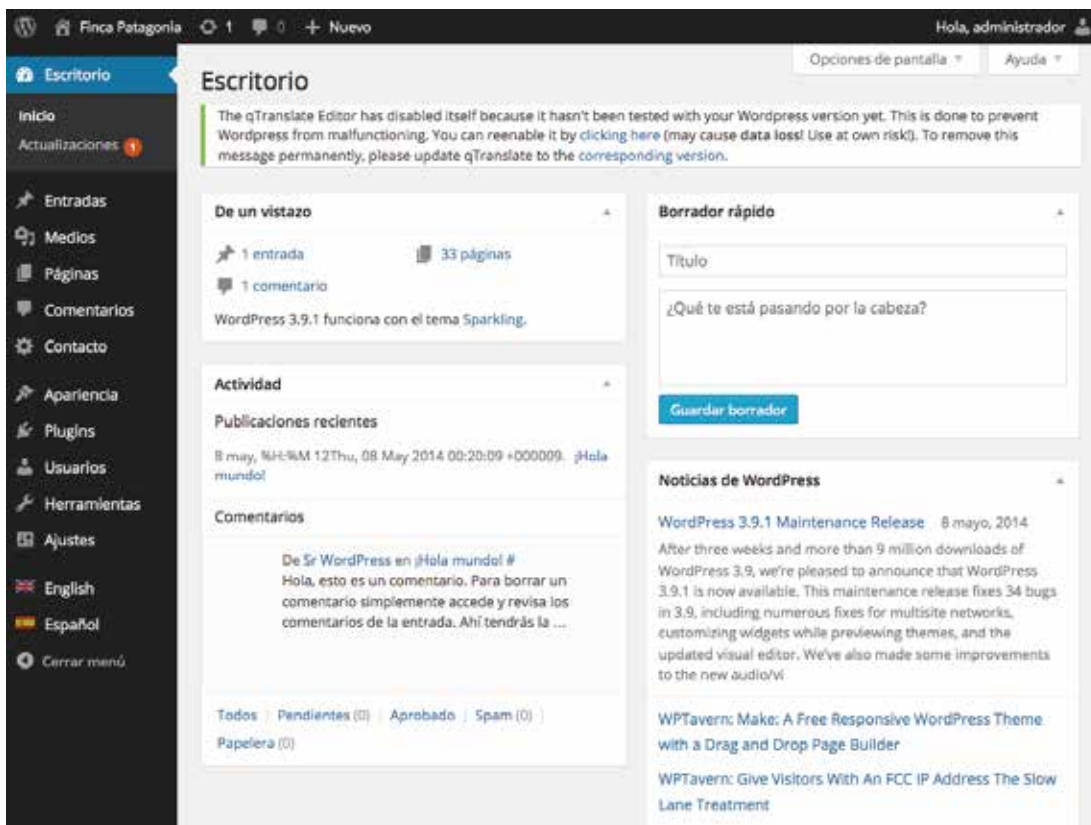 Finca Patagonia 1 0 + Nuevo
Hola, administrador
Opciones de pantalla
Ayuda
Escritorio
Inicio
Actualizaciones 1
Entradas
Medios
Páginas
Comentarios
Contacto
Apariencia
Plugins
Usuarios
Herramientas
Ajustes
English
Español
Cerrar menú
Escritorio
The qTranslate Editor has disabled itself because it hasn't been tested with your Wordpress version yet. This is done to prevent
Wordpress from malfunctioning. You can reenable it by clicking here (may cause data loss! Use at own risk!). To remove this
message permanently, please update qTranslate to the corresponding version.
De un vistazo
1 entrada
33 páginas
1 comentario
WordPress 3.9.1 funciona con el tema Sparkling.
Actividad
Publicaciones recientes
8 may, %H:%M 12Thu, 08 May 2014 00:20:09 +000009. ¡Hola
mundo!
Comentarios
De Sr WordPress en ¡Hola mundo! #
Hola, esto es un comentario. Para borrar un
comentario simplemente accede y revisa los
comentarios de la entrada. Ahí tendrás la ...
Todos | Pendientes (0) | Aprobado | Spam (0) |
Papelera (0)
Borrador rápido
Título
¿Qué te está pasando por la cabeza?
Guardar borrador
Noticias de WordPress
WordPress 3.9.1 Maintenance Release 8 mayo, 2014
After three weeks and more than 9 million downloads of
WordPress 3.9, we're pleased to announce that WordPress
3.9.1 is now available. This maintenance release fixes 34 bugs
in 3.9, including numerous fixes for multisite networks,
customizing widgets while previewing themes, and the
updated visual editor. We've also made some improvements
to the new audio/vi
WPTavern: Make: A Free Responsive WordPress Theme
with a Drag and Drop Page Builder
WPTavern: Give Visitors With An FCC IP Address The Slow
Lane Treatment